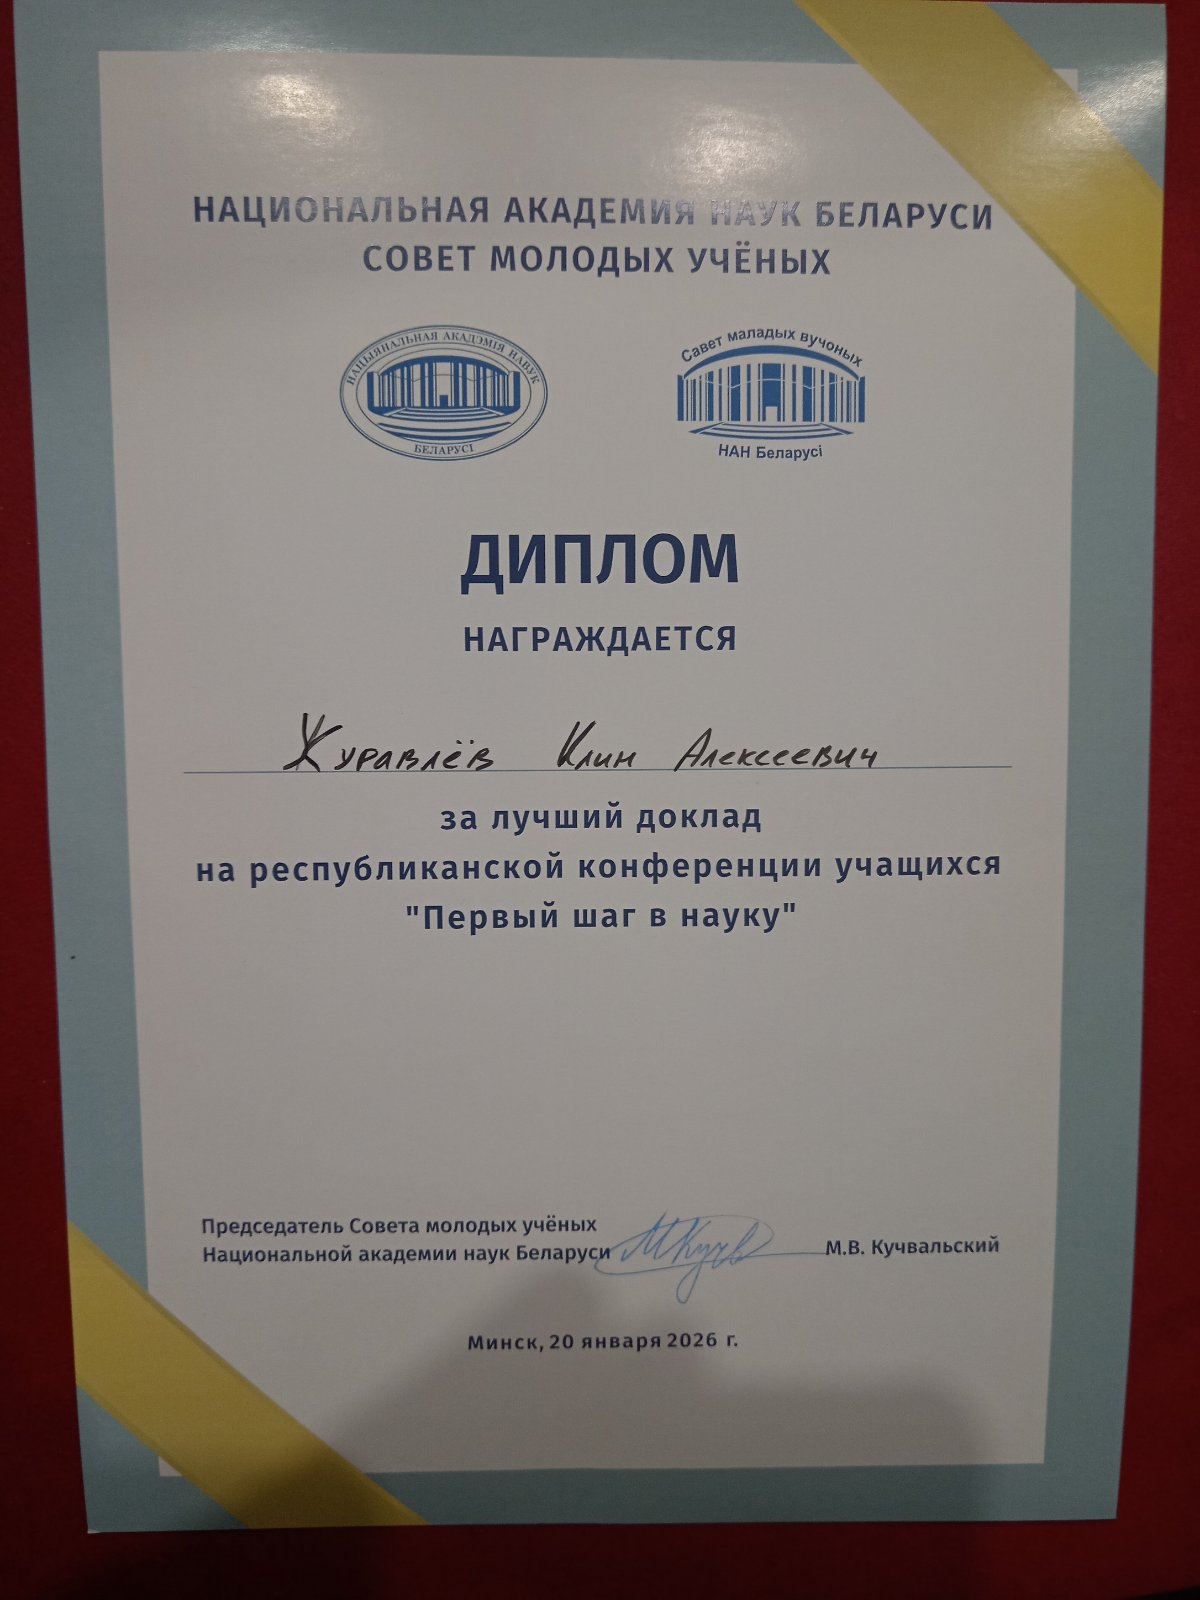 НАЦИОНАЛЬНАЯ АКАДЕМИЯ НАУК БЕЛАРУСИ
СОВЕТ МОЛОДЫХ УЧЁНЫХ
НАЦЫЯНАЛЬНАЯ АКАДЭМІЯ НАВУК
БЕЛАРУСІ
Савет маладых вучоных
НАН Беларусі
ДИПЛОМ
НАГРАЖДАЕТСЯ
Журавлёв Клин Алексеевич
за лучший доклад
на республиканской конференции учащихся
"Первый шаг в науку"
Председатель Совета молодых учёных
Национальной академии наук Беларуси
М.В. Кучвальский
Минск, 20 января 2026 г.